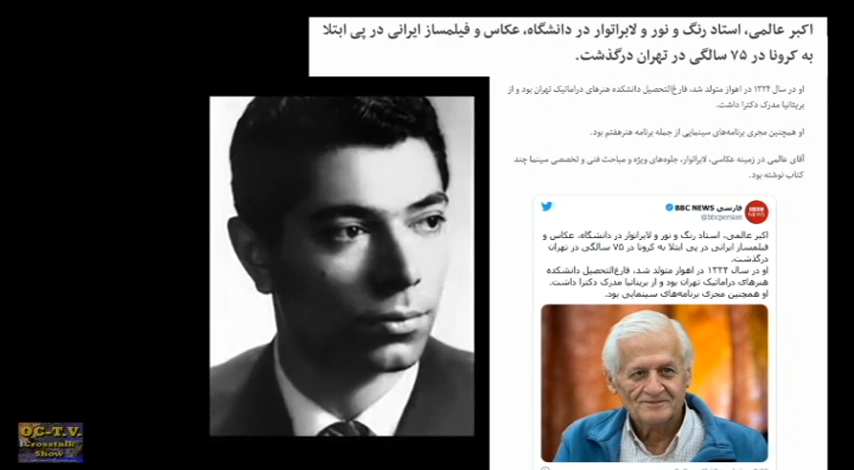 اکبر عالمی، استاد رنگ و نور و لابراتوار در دانشگاه، عکاس و فیلمساز ایرانی در پی ابتلا
به کرونا در ۷۵ سالگی در تهران درگذشت.
او در سال ۱۳۲۴ در اهواز متولد شد، فارغ‌التحصیل دانشکده هنرهای دراماتیک تهران بود و از
بریتانیا مدرک دکترا داشت.
او همچنین مجری برنامه‌های سینمایی از جمله برنامه هنرهفتم بود.
آقای عالمی در زمینه عکاسی، لابراتوار، جلوه‌های ویژه و مباحث فنی و تخصصی سینما چند
کتاب نوشته بود.
BBC NEWS فارسی
@bbcpersian
BBC
NEWS
اکبر عالمی، استاد رنگ و نور و لابراتوار در دانشگاه، عکاس و
فیلمساز ایرانی در پی ابتلا به کرونا در ۷۵ سالگی در تهران
درگذشت.
او در سال ۱۳۲۴ در اهواز متولد شد، فارغ‌التحصیل دانشکده
هنرهای دراماتیک تهران بود و از بریتانیا مدرک دکترا داشت.
او همچنین مجری برنامه‌های سینمایی بود.
OC-T.V.
Crosstalk
Show